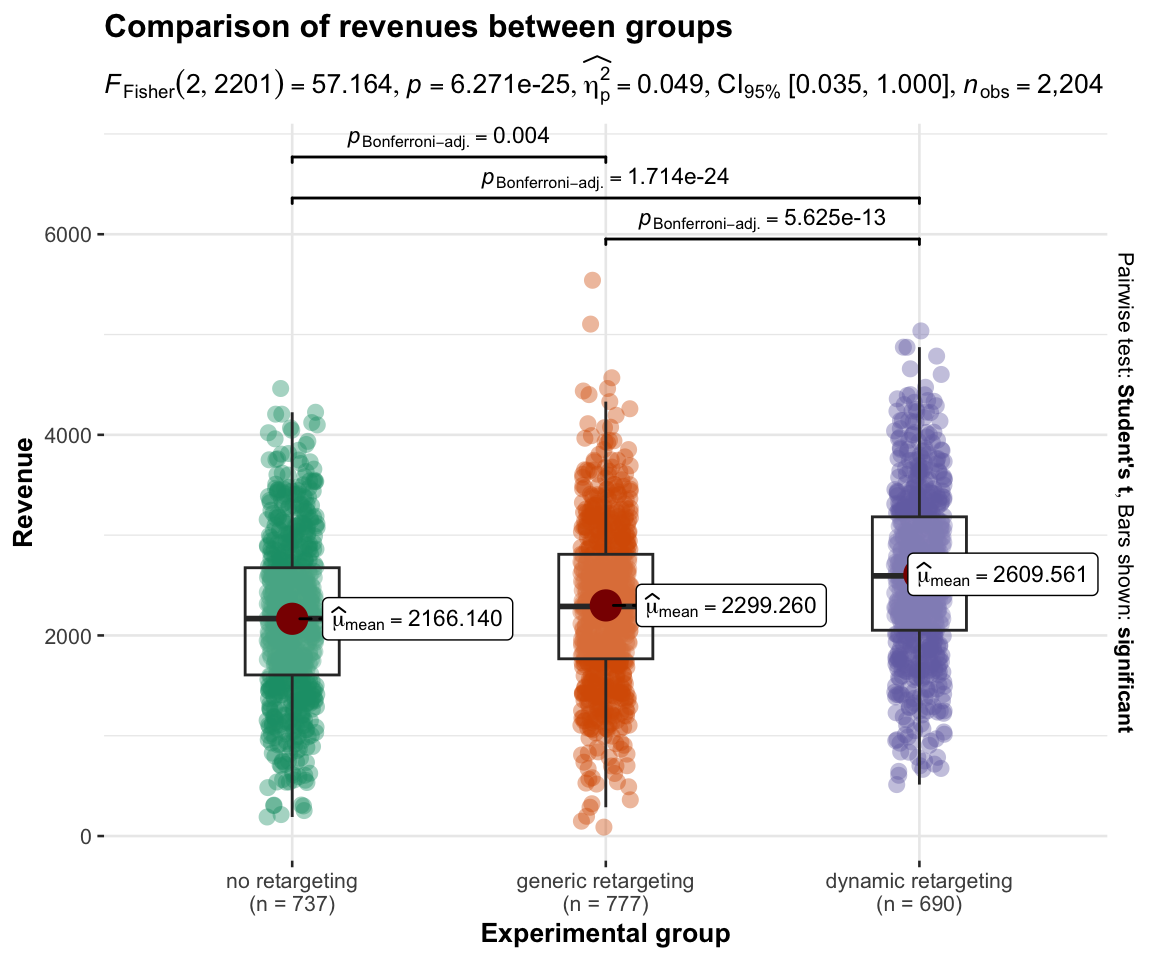 Comparison of revenues between groups
F_Fisher(2, 2201) = 57.164, p = 6.271e-25, η̂²_p = 0.049, CI_95% [0.035, 1.000], n_obs = 2,204
p_Bonferroni−adj. = 0.004
p_Bonferroni−adj. = 1.714e-24
p_Bonferroni−adj. = 5.625e-13
6000
4000
2000
0
Revenue
μ̂_mean = 2166.140
μ̂_mean = 2299.260
μ̂_mean = 2609.561
Pairwise test: Student's t, Bars shown: significant
no retargeting
(n = 737)
generic retargeting
(n = 777)
dynamic retargeting
(n = 690)
Experimental group